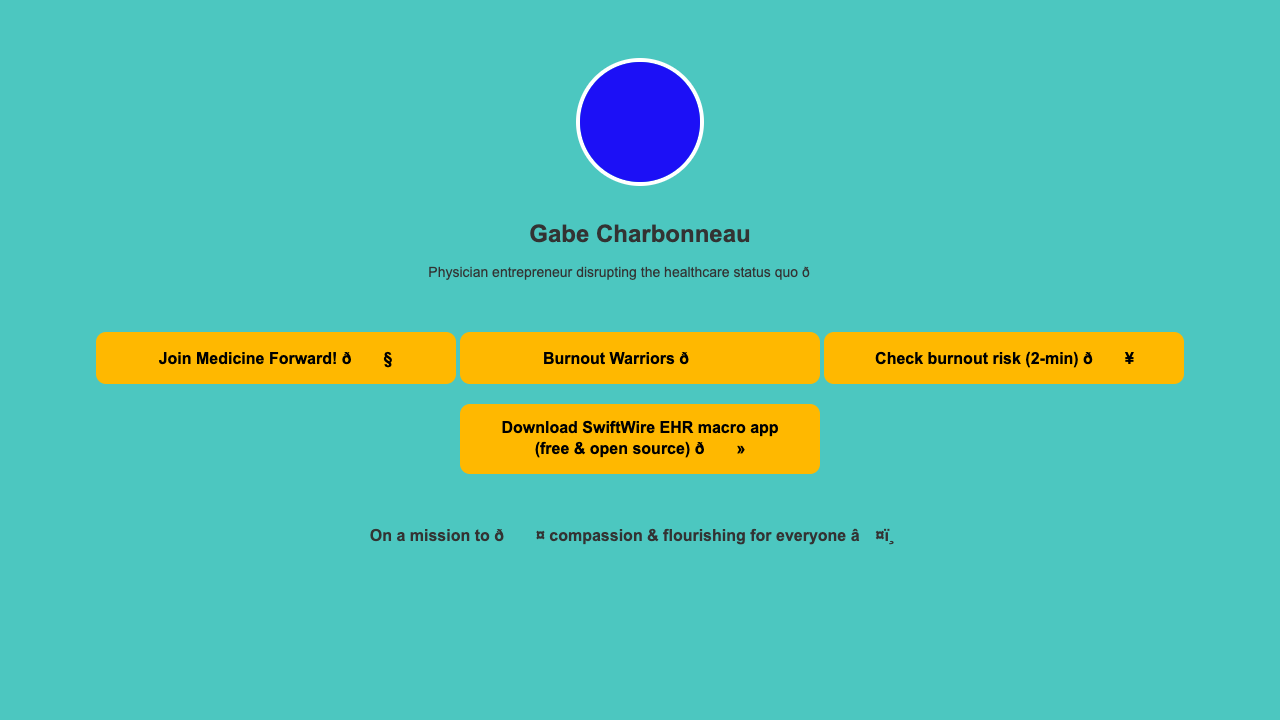 Gabe Charbonneau
Physician entrepreneur disrupting the healthcare status quo ð
Join Medicine Forward! ð §
Burnout Warriors ð
Check burnout risk (2-min) ð ¥
Download SwiftWire EHR macro app
(free & open source) ð »
On a mission to ð ¤ compassion & flourishing for everyone â ¤ï¸